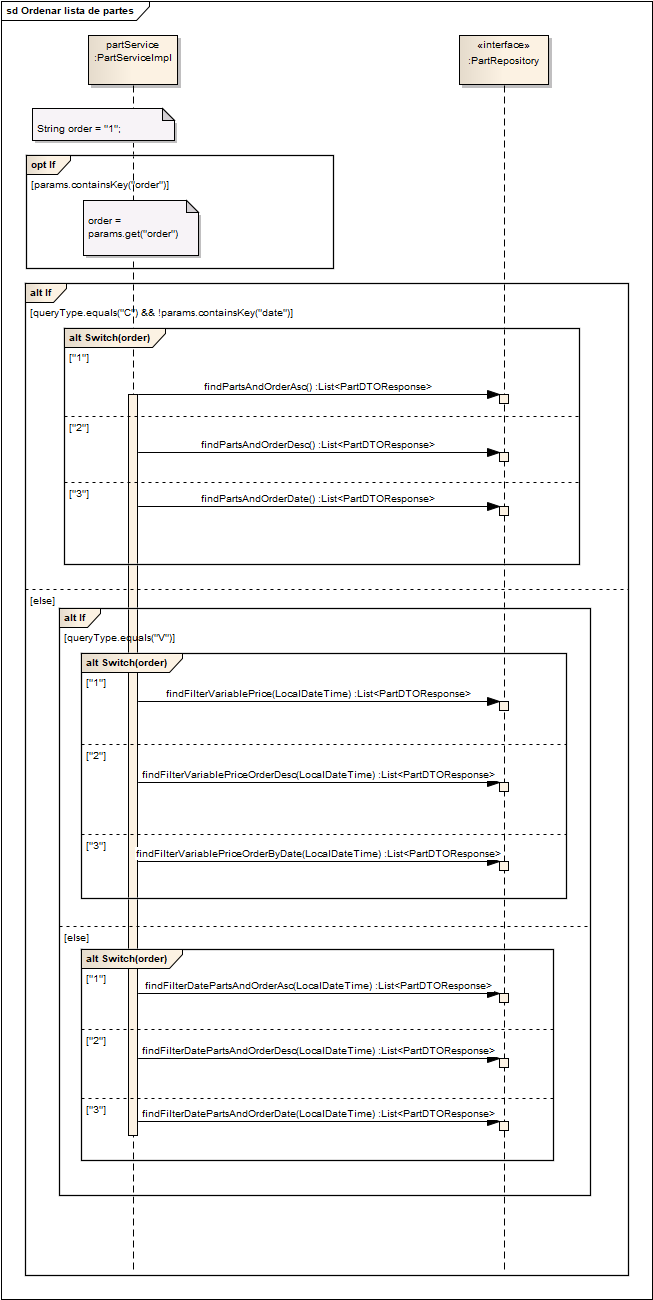 sd Ordenar lista de partes
partService
:PartServiceImpl
«interface»
:PartRepository
String order = "1";
opt If
[params.containsKey("order")]
order =
params.get("order")
alt If
[queryType.equals("C") && !params.containsKey("date")]
alt Switch(order)
["1"]
findPartsAndOrderAsc() :List<PartDTOResponse>
["2"]
findPartsAndOrderDesc() :List<PartDTOResponse>
["3"]
findPartsAndOrderDate() :List<PartDTOResponse>
[else]
alt If
[queryType.equals("V")]
alt Switch(order)
["1"]
findFilterVariablePrice(LocalDateTime) :List<PartDTOResponse>
["2"]
findFilterVariablePriceOrderDesc(LocalDateTime) :List<PartDTOResponse>
["3"]
findFilterVariablePriceOrderByDate(LocalDateTime) :List<PartDTOResponse>
[else]
alt Switch(order)
["1"]
findFilterDatePartsAndOrderAsc(LocalDateTime) :List<PartDTOResponse>
["2"]
findFilterDatePartsAndOrderDesc(LocalDateTime) :List<PartDTOResponse>
["3"]
findFilterDatePartsAndOrderDate(LocalDateTime) :List<PartDTOResponse>